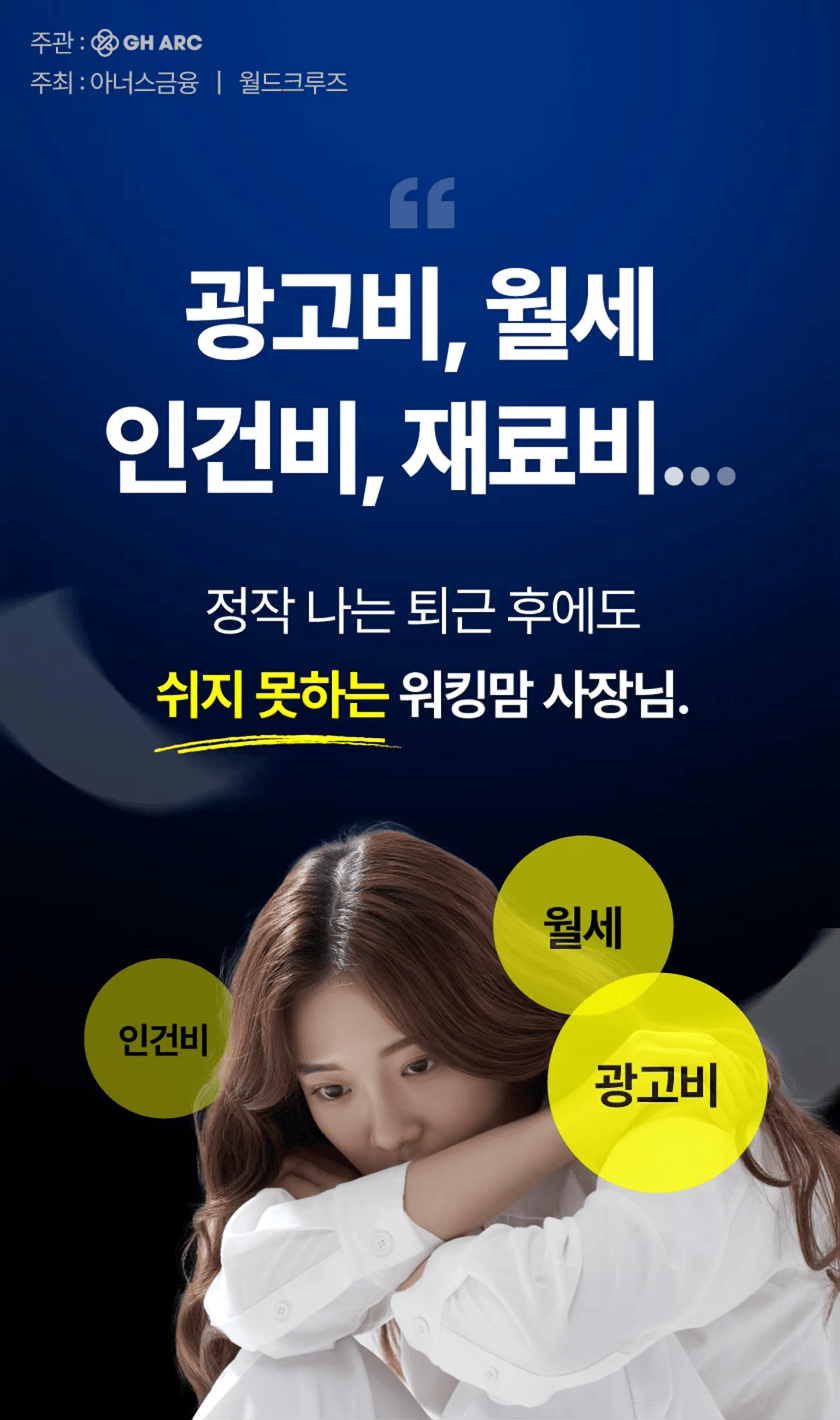 주관 : GH ARC
주최 : 아너스금융 | 월드크루즈
“
광고비, 월세
인건비, 재료비...
정작 나는 퇴근 후에도
쉬지 못하는 워킹맘 사장님.
월세
인건비
광고비